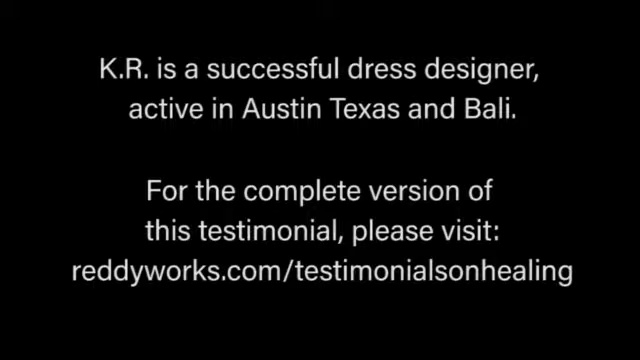 K.R. is a successful dress designer,
active in Austin Texas and Bali.
For the complete version of
this testimonial, please visit:
reddyworks.com/testimonialsonhealing